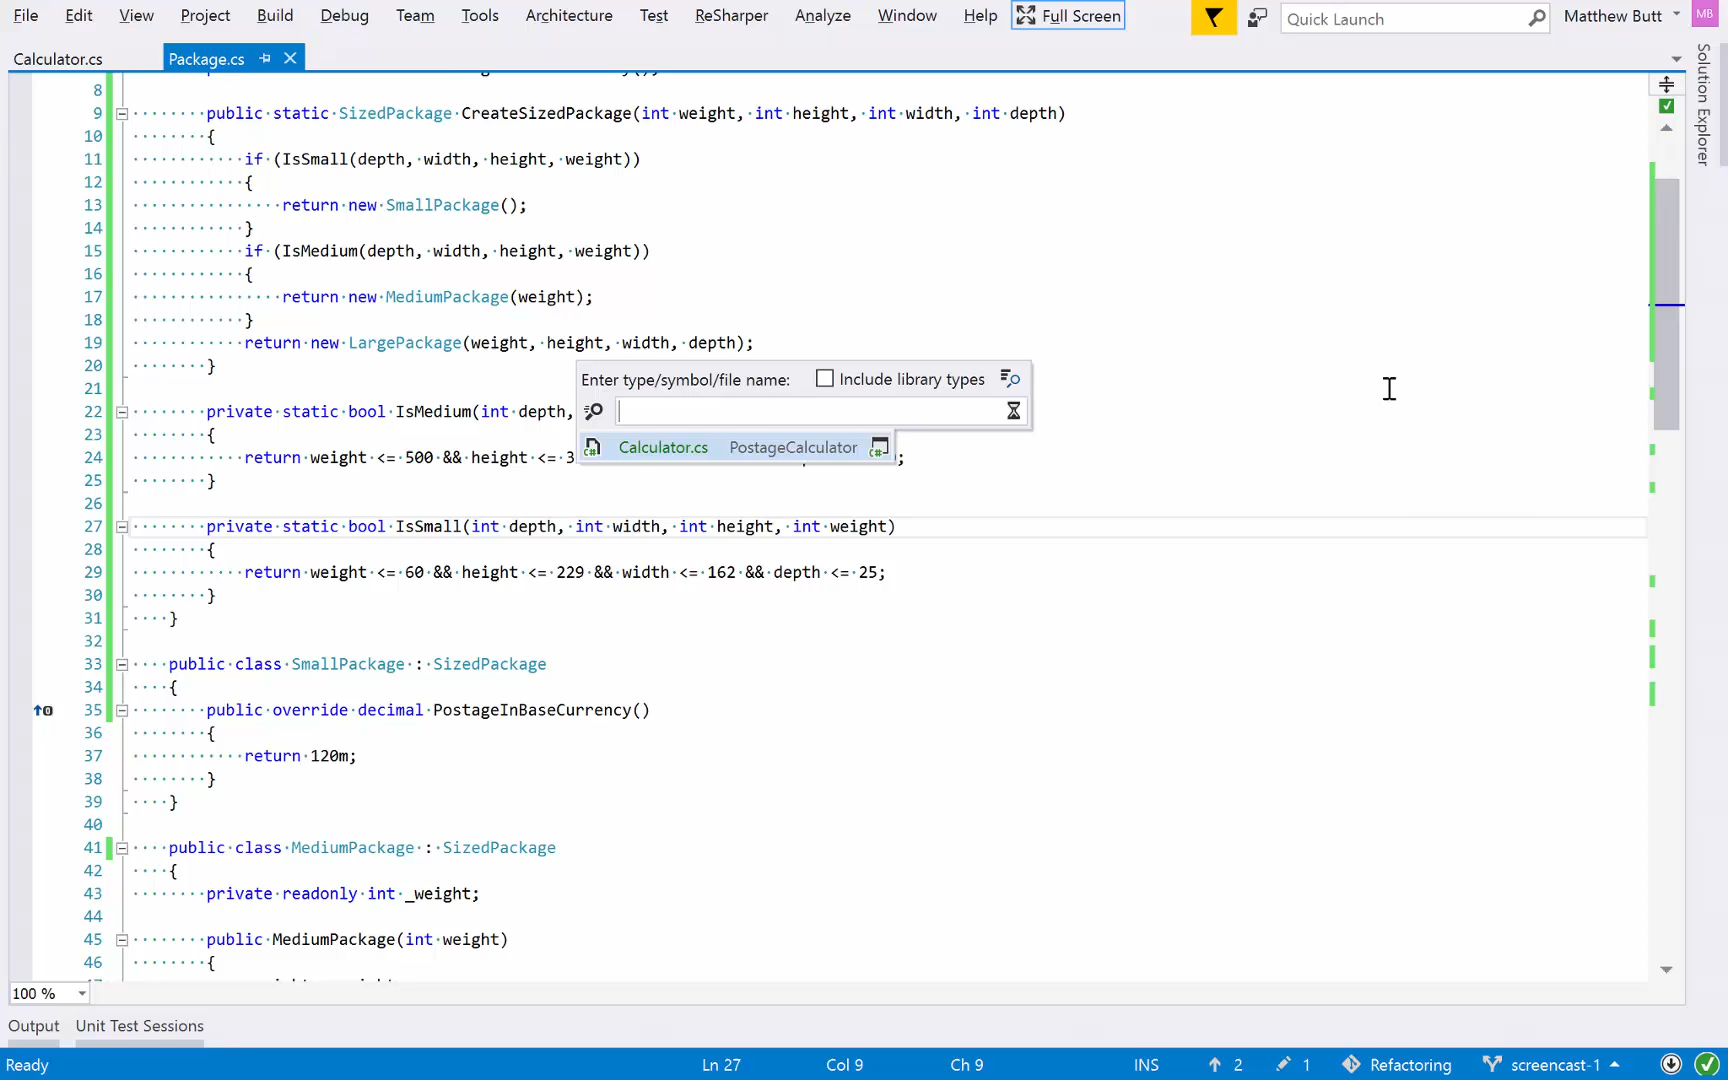 File Edit View Project Build Debug Team Tools Architecture Test ReSharper Analyze Window Help Full Screen Quick Launch Matthew Butt MB
Calculator.cs Package.cs
Solution Explorer
8
9 public static SizedPackage CreateSizedPackage(int weight, int height, int width, int depth)
10 {
11 if (IsSmall(depth, width, height, weight))
12 {
13 return new SmallPackage();
14 }
15 if (IsMedium(depth, width, height, weight))
16 {
17 return new MediumPackage(weight);
18 }
19 return new LargePackage(weight, height, width, depth);
20 }
21
Enter type/symbol/file name: Include library types
22 private static bool IsMedium(int depth,
23 {
Calculator.cs PostageCalculator
24 return weight <= 500 && height <= 3 ;
25 }
26
27 private static bool IsSmall(int depth, int width, int height, int weight)
28 {
29 return weight <= 60 && height <= 229 && width <= 162 && depth <= 25;
30 }
31 }
32
33 public class SmallPackage : SizedPackage
34 {
35 public override decimal PostageInBaseCurrency()
36 {
37 return 120m;
38 }
39 }
40
41 public class MediumPackage : SizedPackage
42 {
43 private readonly int _weight;
44
45 public MediumPackage(int weight)
46 {
100 %
Output Unit Test Sessions
Ready Ln 27 Col 9 Ch 9 INS 2 1 Refactoring screencast-1